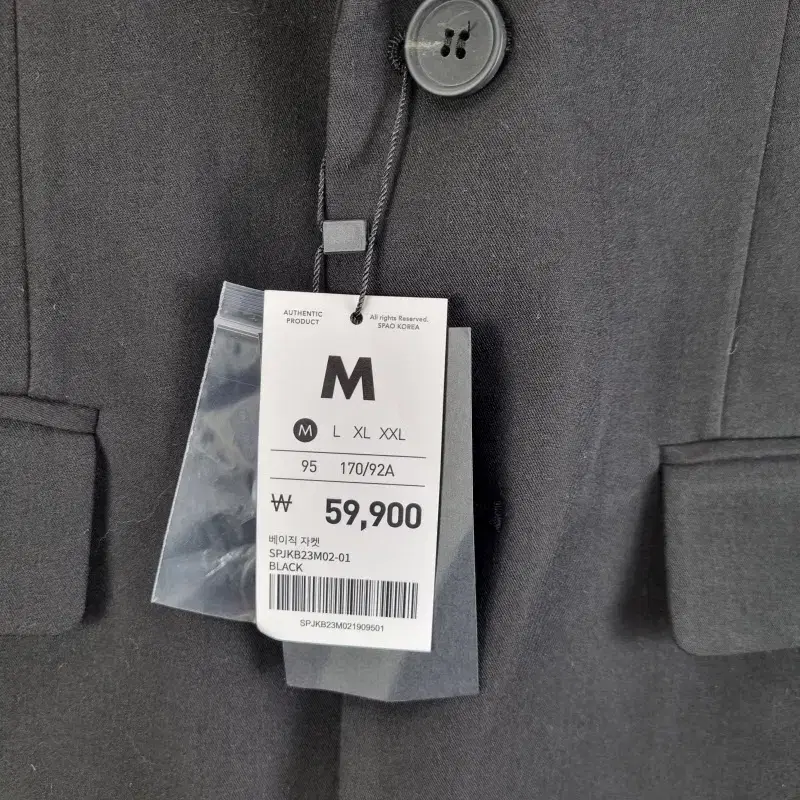 AUTHENTIC
PRODUCT
All rights Reserved.
SPAO KOREA
M
M L XL XXL
95 170/92A
₩ 59,900
베이직 자켓
SPJKB23M02-01
BLACK
SPJKB23M021909501